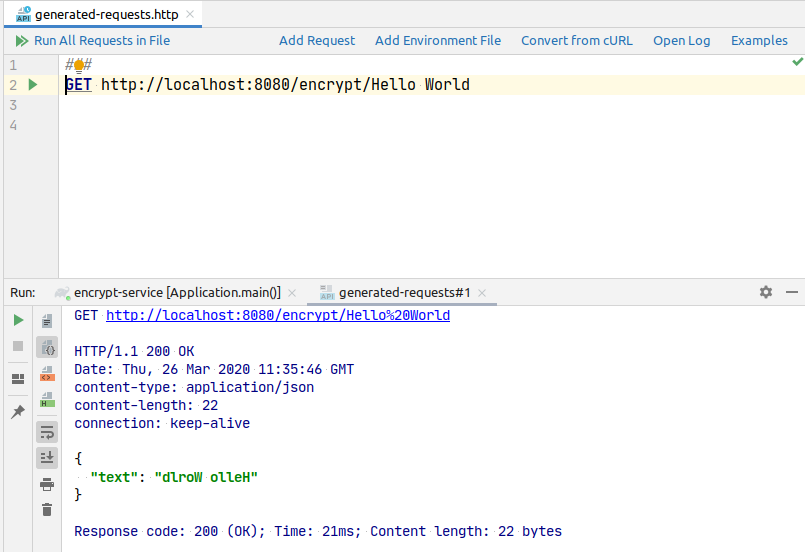 generated-requests.http
Run All Requests in File Add Request Add Environment File Convert from cURL Open Log Examples
1 ###
2 GET http://localhost:8080/encrypt/Hello World
3
4
Run: encrypt-service [Application.main()] generated-requests#1
GET http://localhost:8080/encrypt/Hello%20World
HTTP/1.1 200 OK
Date: Thu, 26 Mar 2020 11:35:46 GMT
content-type: application/json
content-length: 22
connection: keep-alive
{
"text": "dlroW olleH"
}
Response code: 200 (OK); Time: 21ms; Content length: 22 bytes